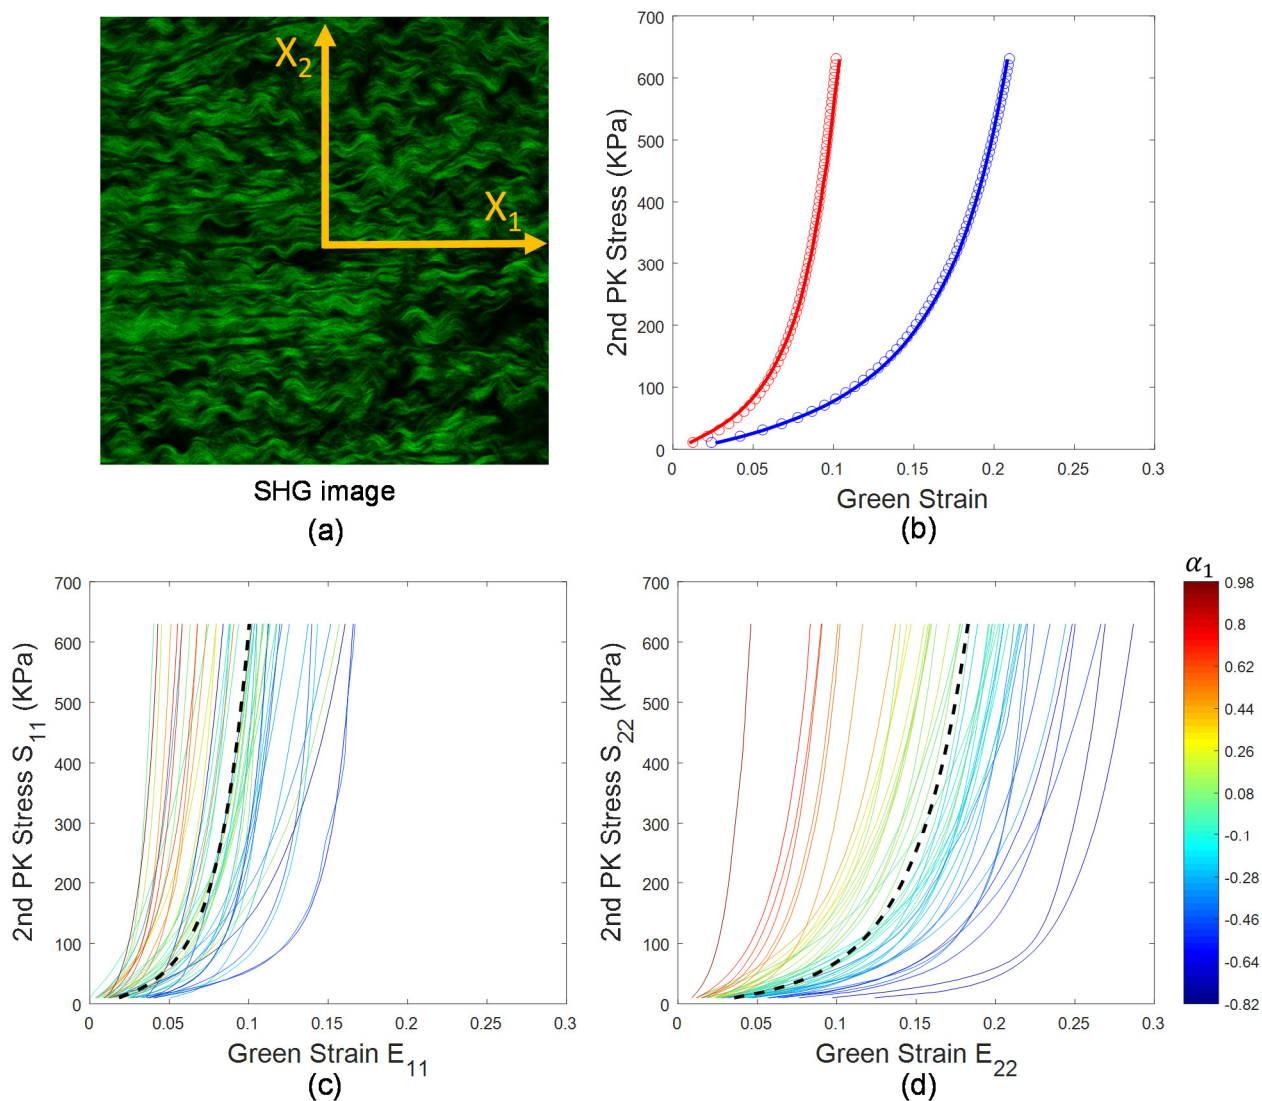 X2
X1
SHG image
(a)
700
600
500
400
300
200
100
0
2nd PK Stress (KPa)
0 0.05 0.1 0.15 0.2 0.25 0.3
Green Strain
(b)
700
600
500
400
300
200
100
0
2nd PK Stress S11 (KPa)
0 0.05 0.1 0.15 0.2 0.25 0.3
Green Strain E11
(c)
700
600
500
400
300
200
100
0
2nd PK Stress S22 (KPa)
0 0.05 0.1 0.15 0.2 0.25 0.3
Green Strain E22
(d)
α1
0.98
0.8
0.62
0.44
0.26
0.08
-0.1
-0.28
-0.46
-0.64
-0.82